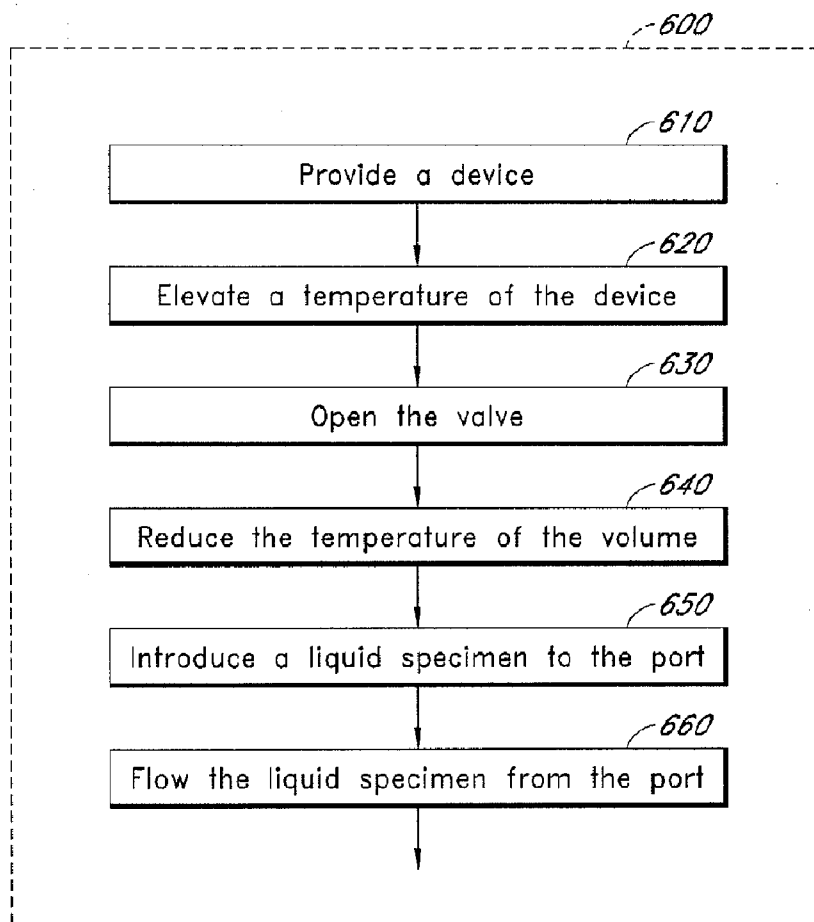 600
610
Provide a device
620
Elevate a temperature of the device
630
Open the valve
640
Reduce the temperature of the volume
650
Introduce a liquid specimen to the port
660
Flow the liquid specimen from the port